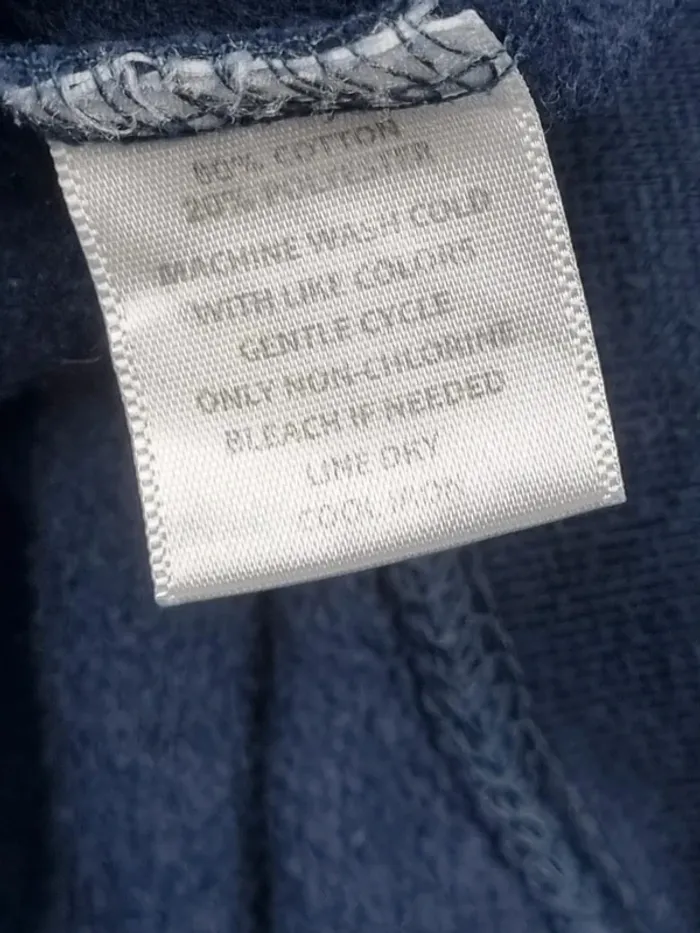 80% COTTON
20% POLYESTER
MACHINE WASH COLD
WITH LIKE COLORS
GENTLE CYCLE
ONLY NON-CHLORINE
BLEACH IF NEEDED
LINE DRY
COOL IRON